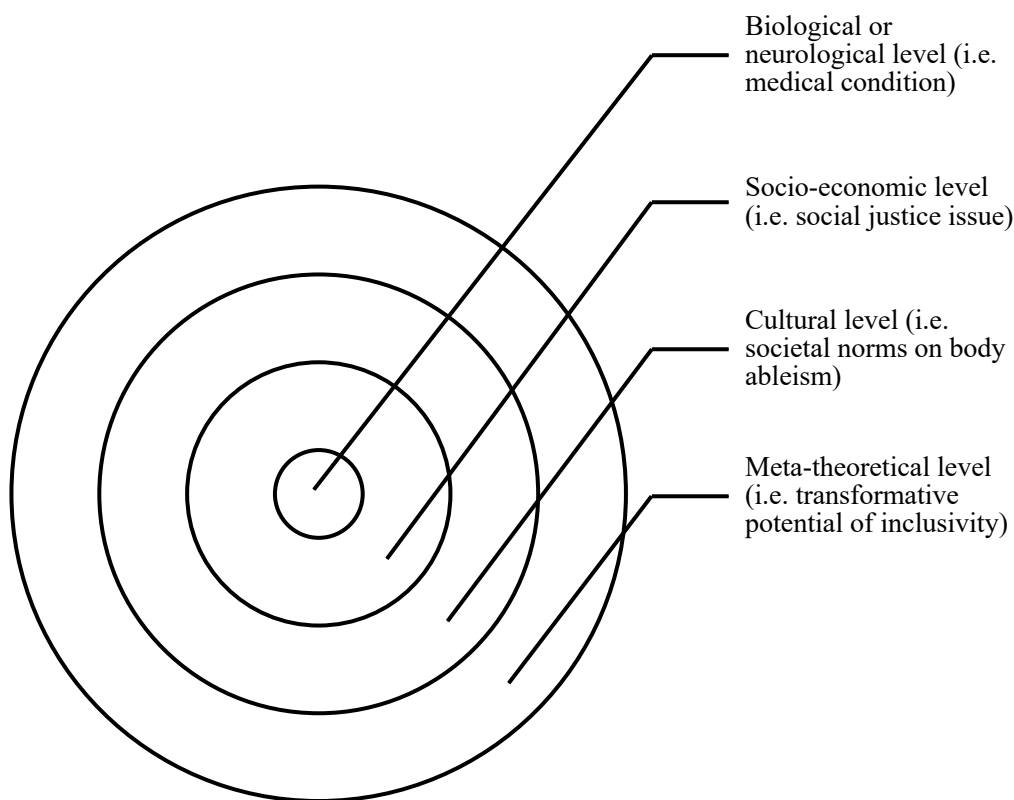 Biological or
neurological level (i.e.
medical condition)
Socio-economic level
(i.e. social justice issue)
Cultural level (i.e.
societal norms on body
ableism)
Meta-theoretical level
(i.e. transformative
potential of inclusivity)